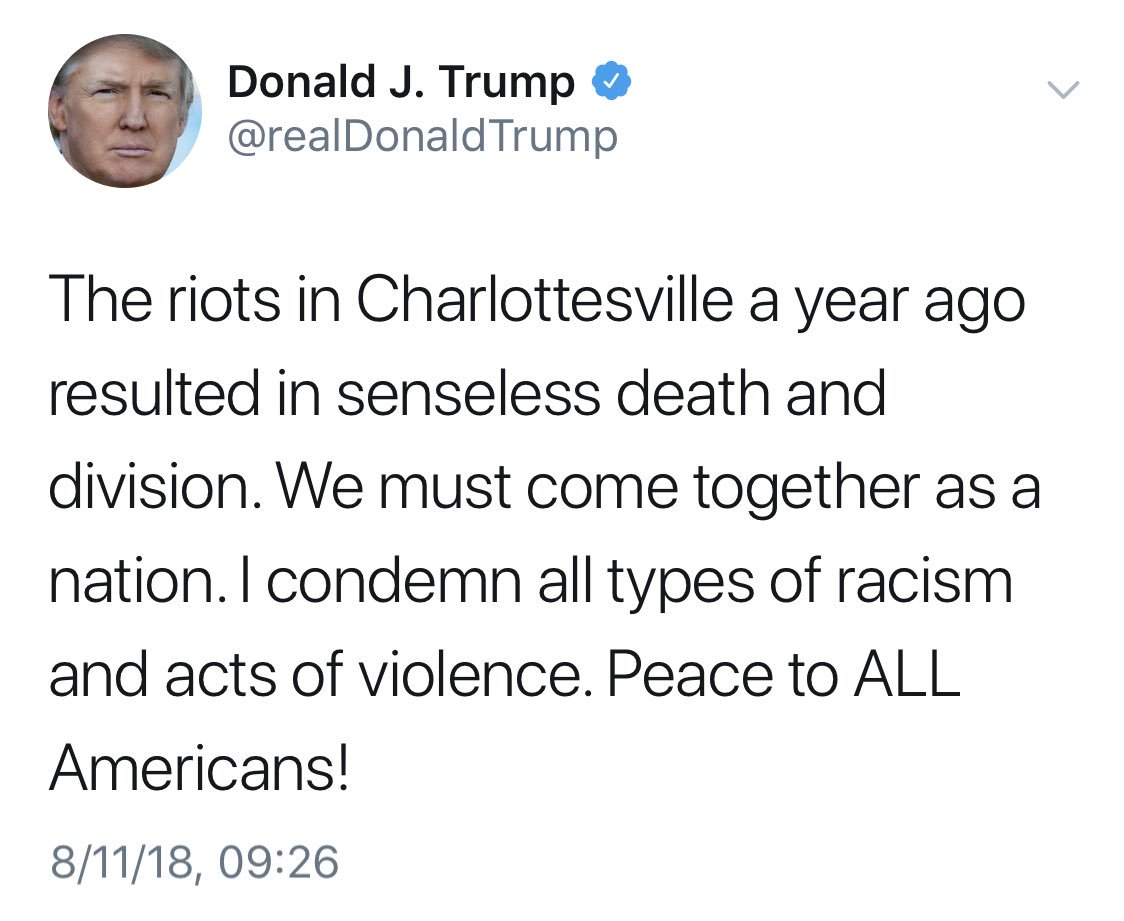 Donald J. Trump
@realDonaldTrump
The riots in Charlottesville a year ago
resulted in senseless death and
division. We must come together as a
nation. I condemn all types of racism
and acts of violence. Peace to ALL
Americans!
8/11/18, 09:26